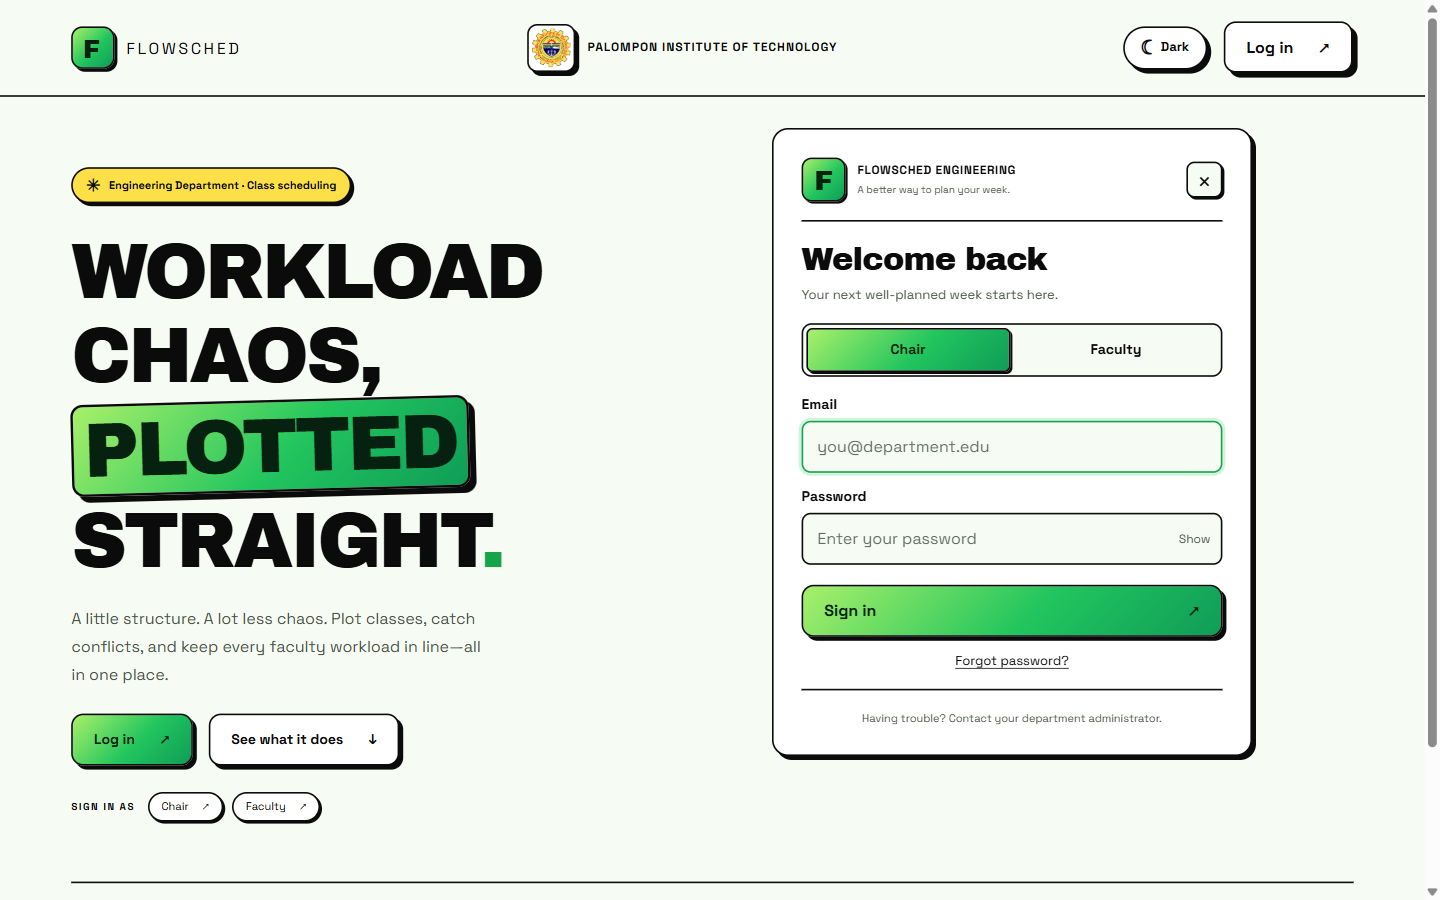 F FLOWSCHED
PALOMPON INSTITUTE OF TECHNOLOGY
Dark
Log in ↗
Engineering Department · Class scheduling
WORKLOAD
CHAOS,
PLOTTED
STRAIGHT.
A little structure. A lot less chaos. Plot classes, catch
conflicts, and keep every faculty workload in line—all
in one place.
Log in ↗
See what it does ↓
SIGN IN AS
Chair ↗
Faculty ↗
F FLOWSCHED ENGINEERING
A better way to plan your week.
×
Welcome back
Your next well-planned week starts here.
Chair
Faculty
Email
you@department.edu
Password
Enter your password
Show
Sign in ↗
Forgot password?
Having trouble? Contact your department administrator.